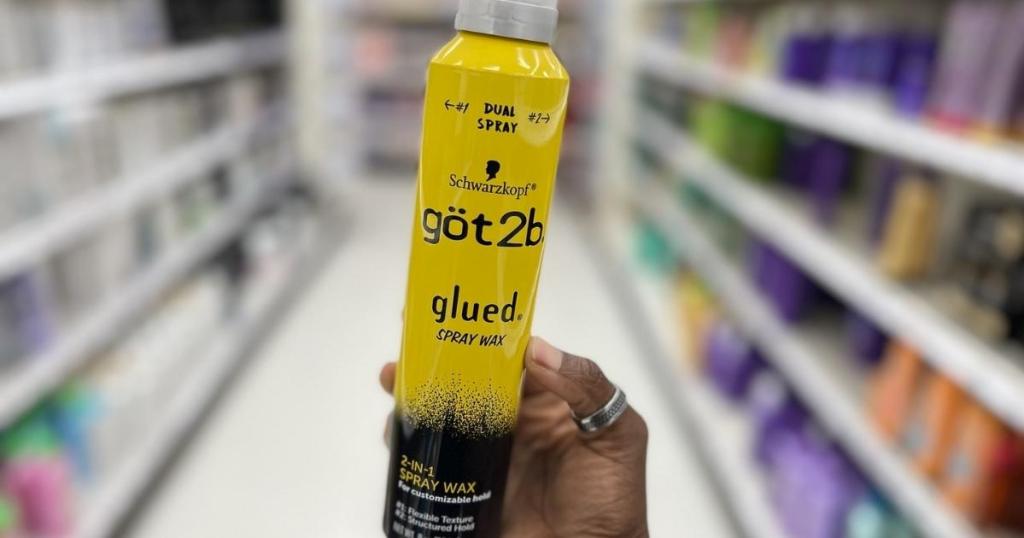 ←#1 DUAL #2→
SPRAY
Schwarzkopf®
göt2b.
glued®
SPRAY WAX
2-IN-1
SPRAY WAX
For customizable hold
#1: Flexible Texture
#2: Structured Hold
NET